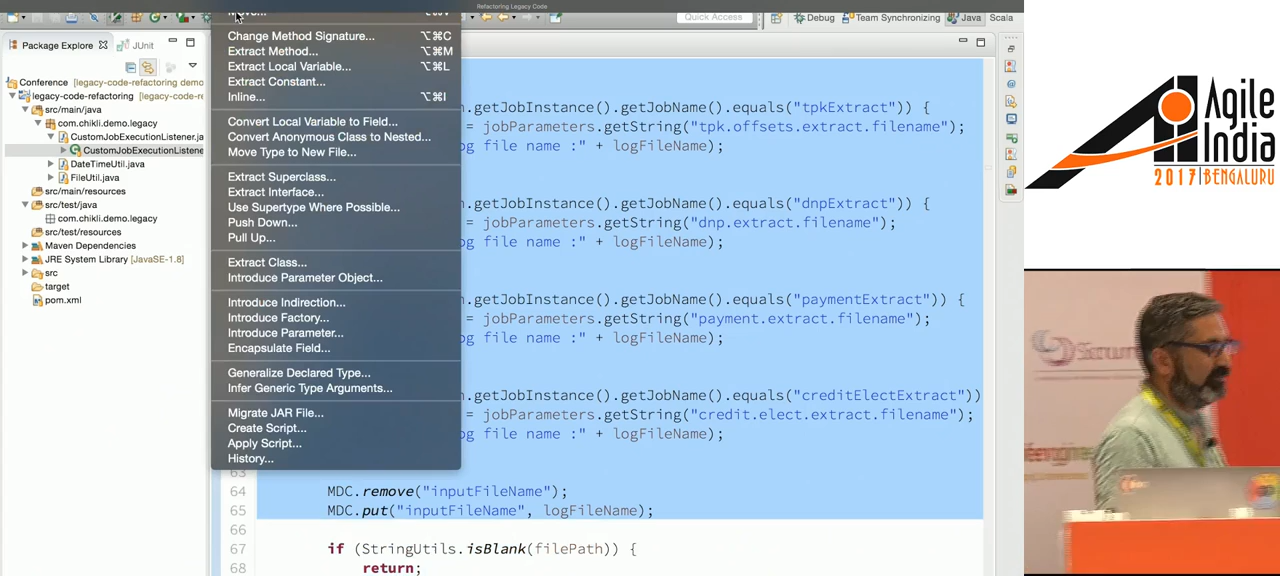 Refactoring Legacy Code
Move...
Quick Access
Debug
Team Synchronizing
Java
Scala
Package Explorer
JUnit
Conference [legacy-code-refactoring demo
legacy-code-refactoring [legacy-code-r
src/main/java
com.chikli.demo.legacy
CustomJobExecutionListener.ja
CustomJobExecutionListene
DateTimeUtil.java
FileUtil.java
src/main/resources
src/test/java
com.chikli.demo.legacy
src/test/resources
Maven Dependencies
JRE System Library [JavaSE-1.8]
src
target
pom.xml
Change Method Signature... ⌥⌘C
Extract Method... ⌥⌘M
Extract Local Variable... ⌥⌘L
Extract Constant...
Inline... ⌥⌘I
Convert Local Variable to Field...
Convert Anonymous Class to Nested...
Move Type to New File...
Extract Superclass...
Extract Interface...
Use Supertype Where Possible...
Push Down...
Pull Up...
Extract Class...
Introduce Parameter Object...
Introduce Indirection...
Introduce Factory...
Introduce Parameter...
Encapsulate Field...
Generalize Declared Type...
Infer Generic Type Arguments...
Migrate JAR File...
Create Script...
Apply Script...
History...
.getJobInstance().getJobName().equals("tpkExtract")) {
= jobParameters.getString("tpk.offsets.extract.filename");
og file name :" + logFileName);
.getJobInstance().getJobName().equals("dnpExtract")) {
= jobParameters.getString("dnp.extract.filename");
og file name :" + logFileName);
.getJobInstance().getJobName().equals("paymentExtract")) {
= jobParameters.getString("payment.extract.filename");
og file name :" + logFileName);
.getJobInstance().getJobName().equals("creditElectExtract"))
= jobParameters.getString("credit.elect.extract.filename");
og file name :" + logFileName);
63
64 MDC.remove("inputFileName");
65 MDC.put("inputFileName", logFileName);
66
67 if (StringUtils.isBlank(filePath)) {
68 return;
Agile
India
2017 | BENGALURU